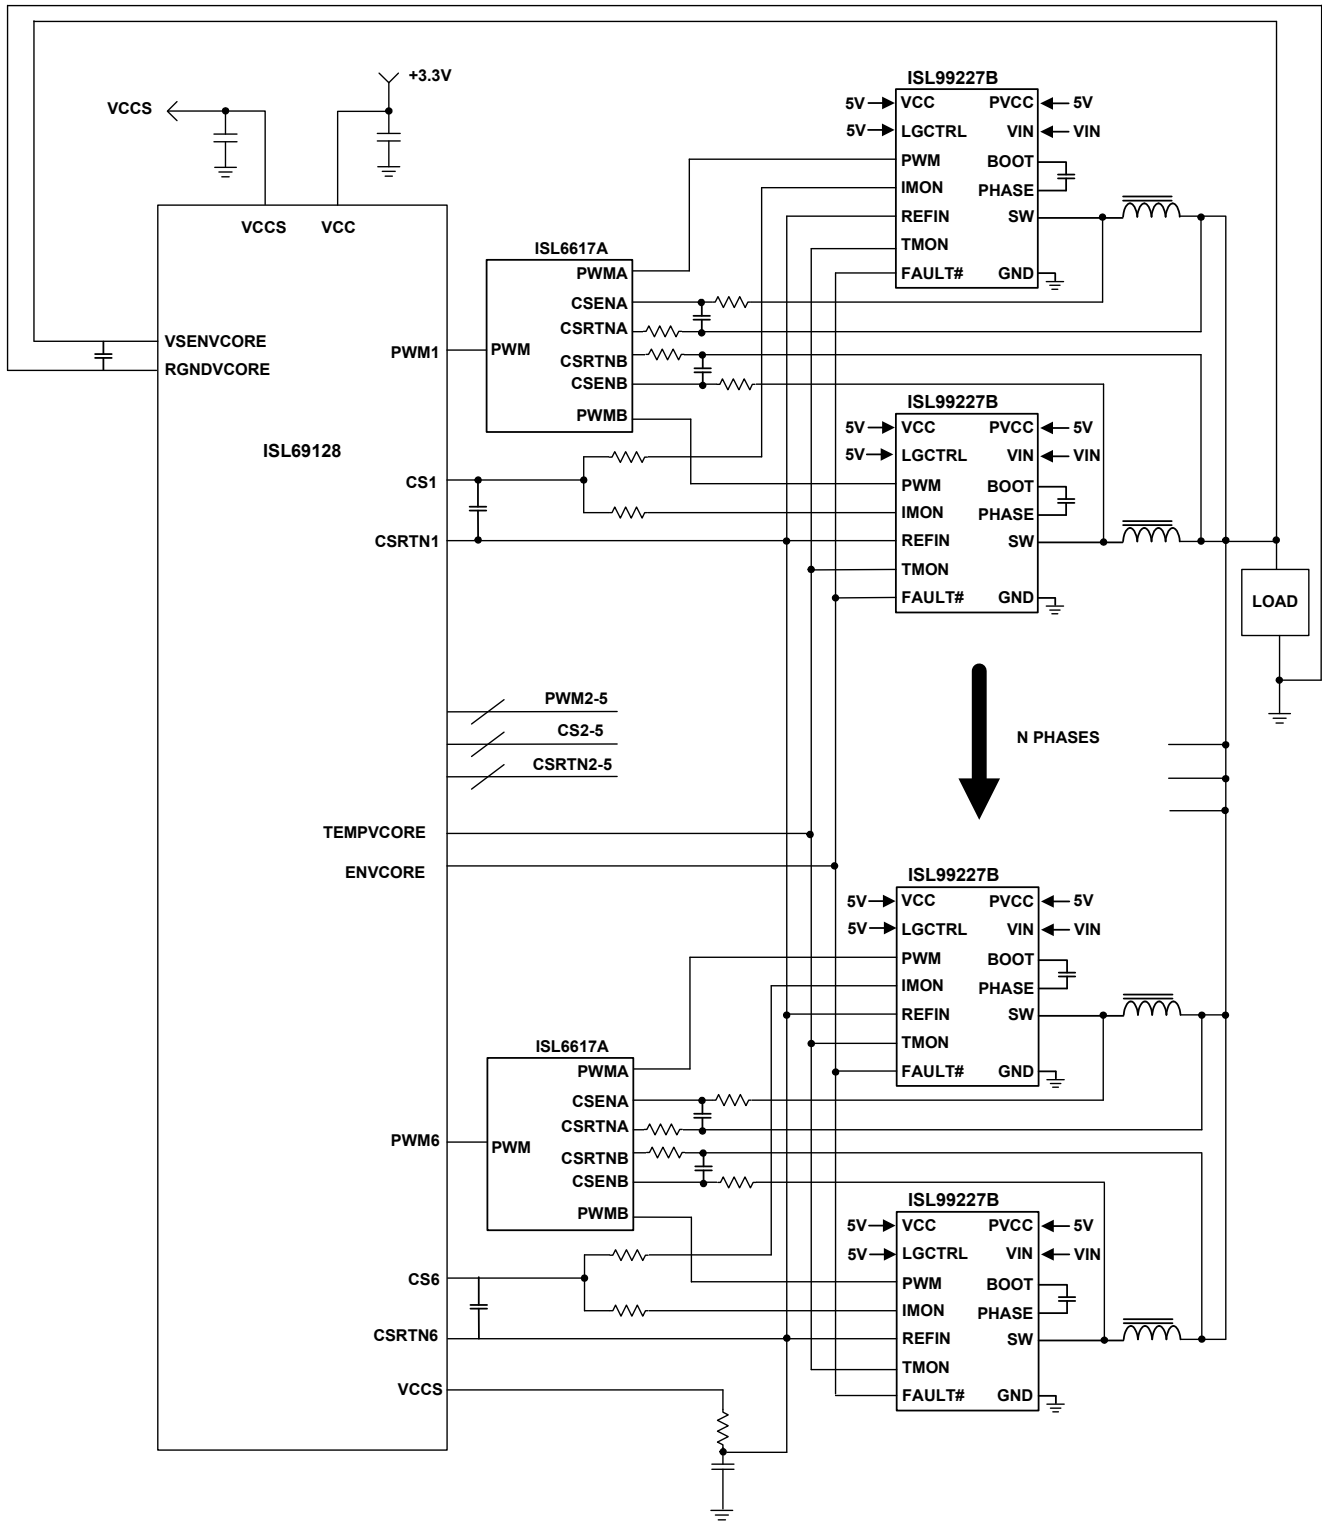 +3.3V
VCCS
VCCS
VCC
ISL69128
VSENVCORE
RGNDVCORE
PWM1
CS1
CSRTN1
PWM2-5
CS2-5
CSRTN2-5
TEMPVCORE
ENVCORE
PWM6
CS6
CSRTN6
VCCS
ISL6617A
PWM
PWMA
CSENA
CSRTNA
CSRTNB
CSENB
PWMB
ISL99227B
5V
VCC
PVCC
5V
5V
LGCTRL
VIN
VIN
PWM
BOOT
IMON
PHASE
REFIN
SW
TMON
FAULT#
GND
ISL99227B
5V
VCC
PVCC
5V
5V
LGCTRL
VIN
VIN
PWM
BOOT
IMON
PHASE
REFIN
SW
TMON
FAULT#
GND
LOAD
N PHASES
ISL6617A
PWM
PWMA
CSENA
CSRTNA
CSRTNB
CSENB
PWMB
ISL99227B
5V
VCC
PVCC
5V
5V
LGCTRL
VIN
VIN
PWM
BOOT
IMON
PHASE
REFIN
SW
TMON
FAULT#
GND
ISL99227B
5V
VCC
PVCC
5V
5V
LGCTRL
VIN
VIN
PWM
BOOT
IMON
PHASE
REFIN
SW
TMON
FAULT#
GND